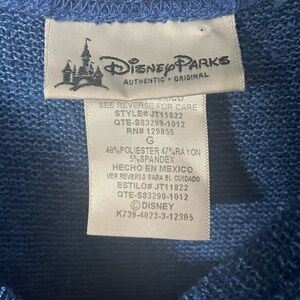 Disney Parks
AUTHENTIC • ORIGINAL
MEXICO
SEE REVERSE FOR CARE
STYLE# JT11822
QTE-S83299-1012
RN# 129855
G
48%POLIESTER 47%RAYON
5%SPANDEX
HECHO EN MEXICO
VER REVERSO PARA EL CUIDADO
ESTILO# JT11822
QTE-S83299-1012
©DISNEY
K739-4023-3-12305